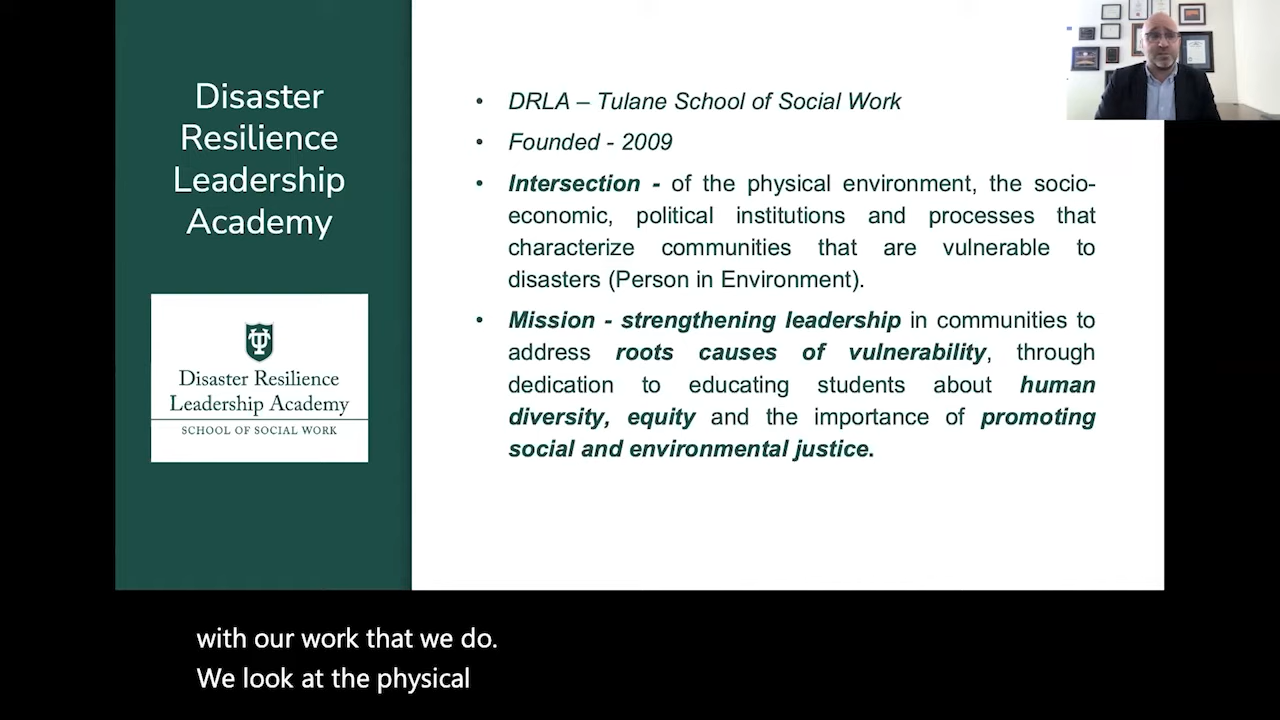 Disaster
Resilience
Leadership
Academy
Disaster Resilience
Leadership Academy
SCHOOL OF SOCIAL WORK
• DRLA – Tulane School of Social Work
• Founded - 2009
• Intersection - of the physical environment, the socio-
economic, political institutions and processes that
characterize communities that are vulnerable to
disasters (Person in Environment).
• Mission - strengthening leadership in communities to
address roots causes of vulnerability, through
dedication to educating students about human
diversity, equity and the importance of promoting
social and environmental justice.
with our work that we do.
We look at the physical